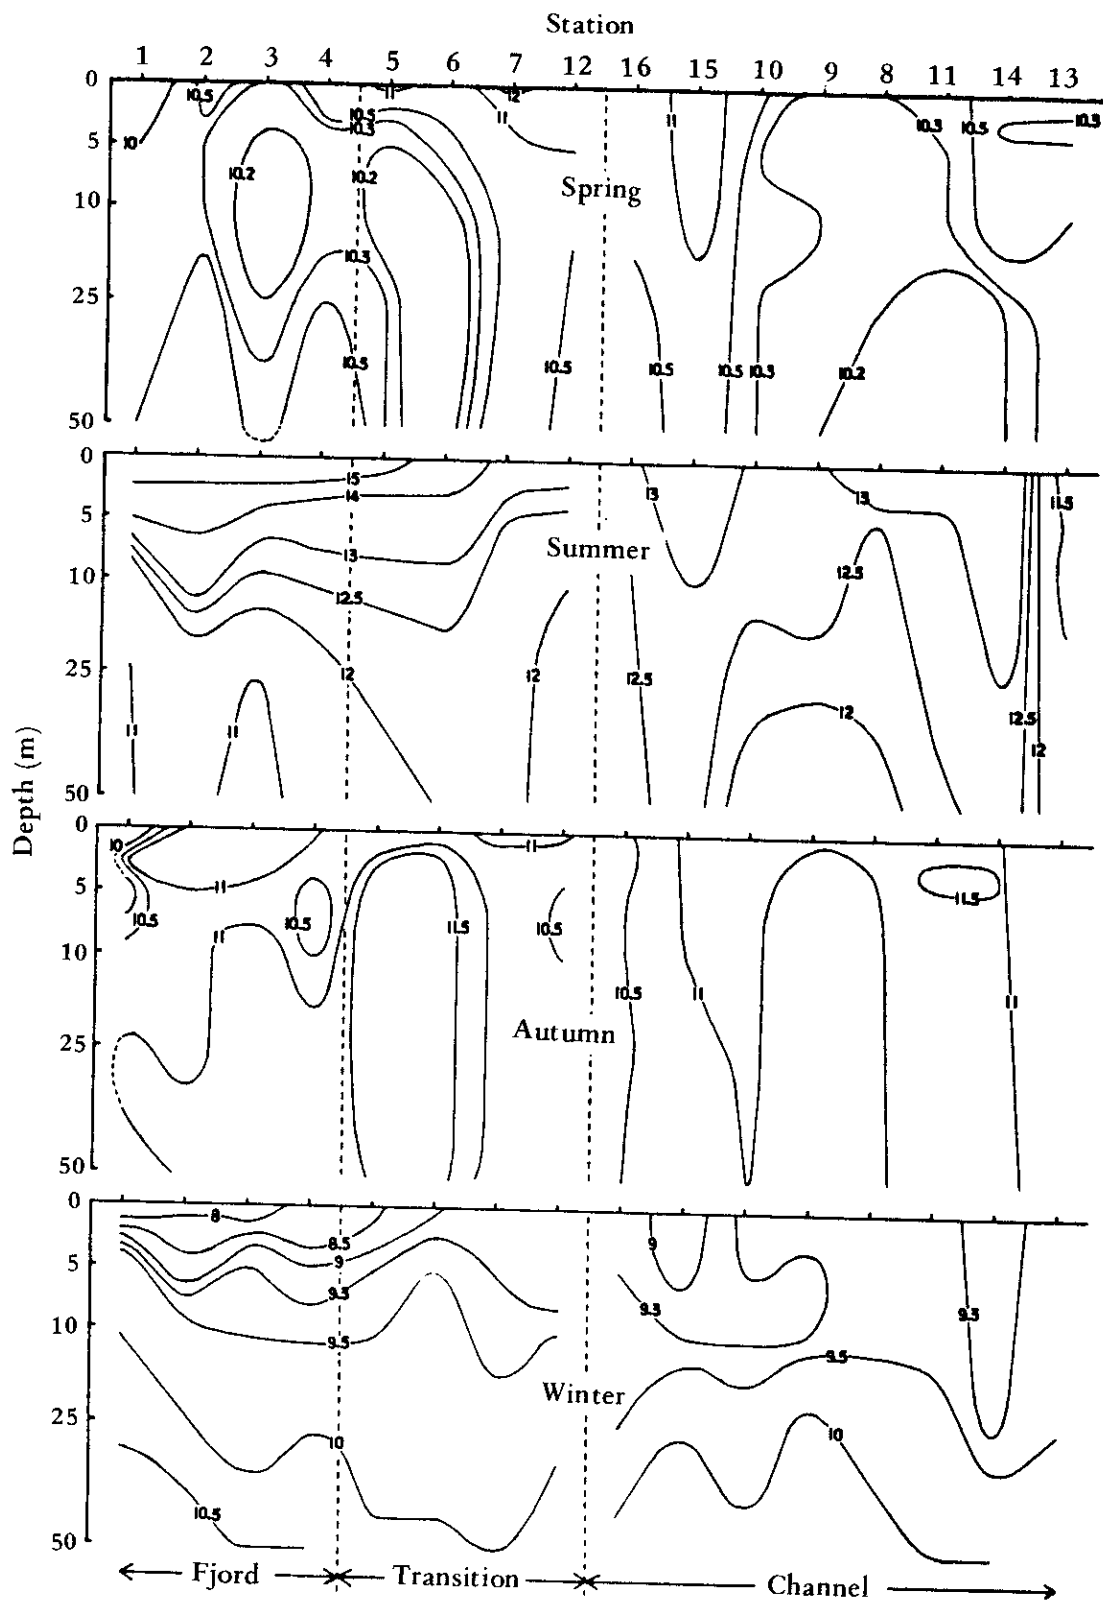 Station
1 2 3 4 5 6 7 12 16 15 10 9 8 11 14 13
Depth (m)
0
5
10
25
50
10 10.5 11 12 11 11 10.3 10.5 10.3
10.5
10.3
10.2 10.2
Spring
10.3
10.5 10.5 10.5 10.5 10.3 10.2
0
5
10
25
50
15
14 13 13 11.5
13
Summer
12.5 12.5
12 12 12.5
11 11 12 12.5
12
0
5
10
25
50
10 11
11 11.5
10.5 10.5 11.5 10.5
11
10.5 11 11
Autumn
0
5
10
25
50
8
8.5
9 9
9.3 9.3 9.3
9.5 9.5
Winter
10 10
10.5
Fjord Transition Channel